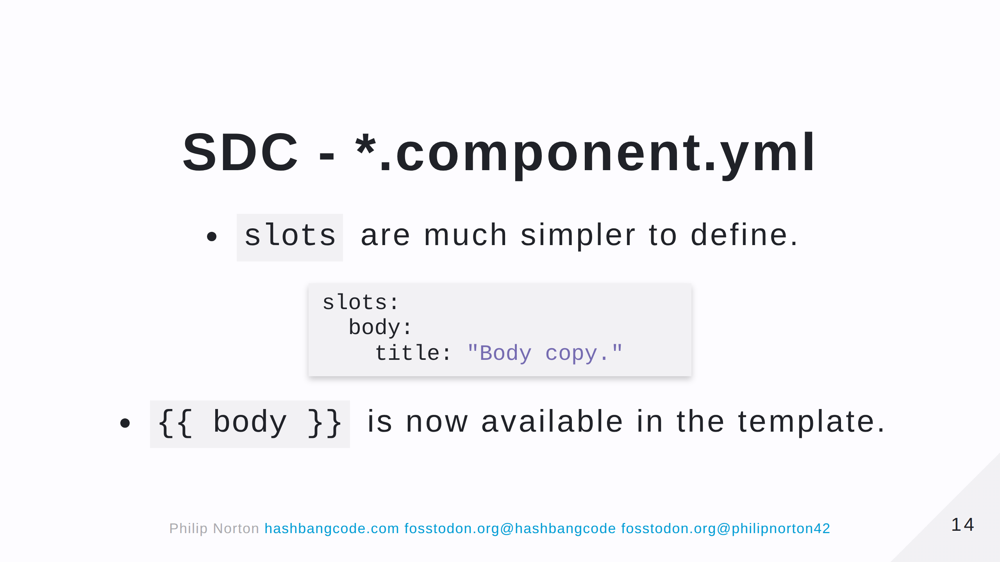 SDC - *.component.yml
• slots are much simpler to define.
slots:
  body:
    title: "Body copy."
• {{ body }} is now available in the template.
Philip Norton hashbangcode.com fosstodon.org@hashbangcode fosstodon.org@philipnorton42
14